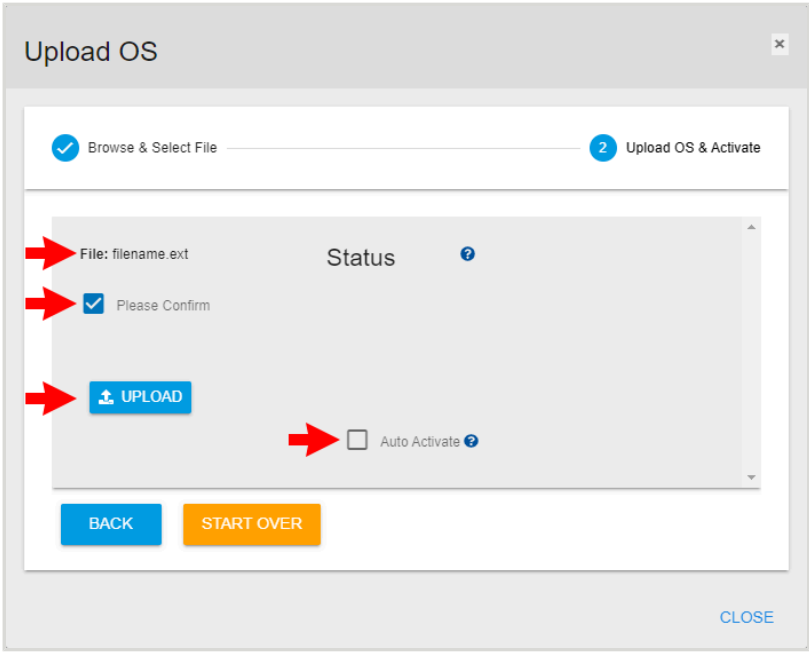 Upload OS
×
Browse & Select File
2 Upload OS & Activate
File: filename.ext
Status ?
Please Confirm
UPLOAD
Auto Activate ?
BACK
START OVER
CLOSE